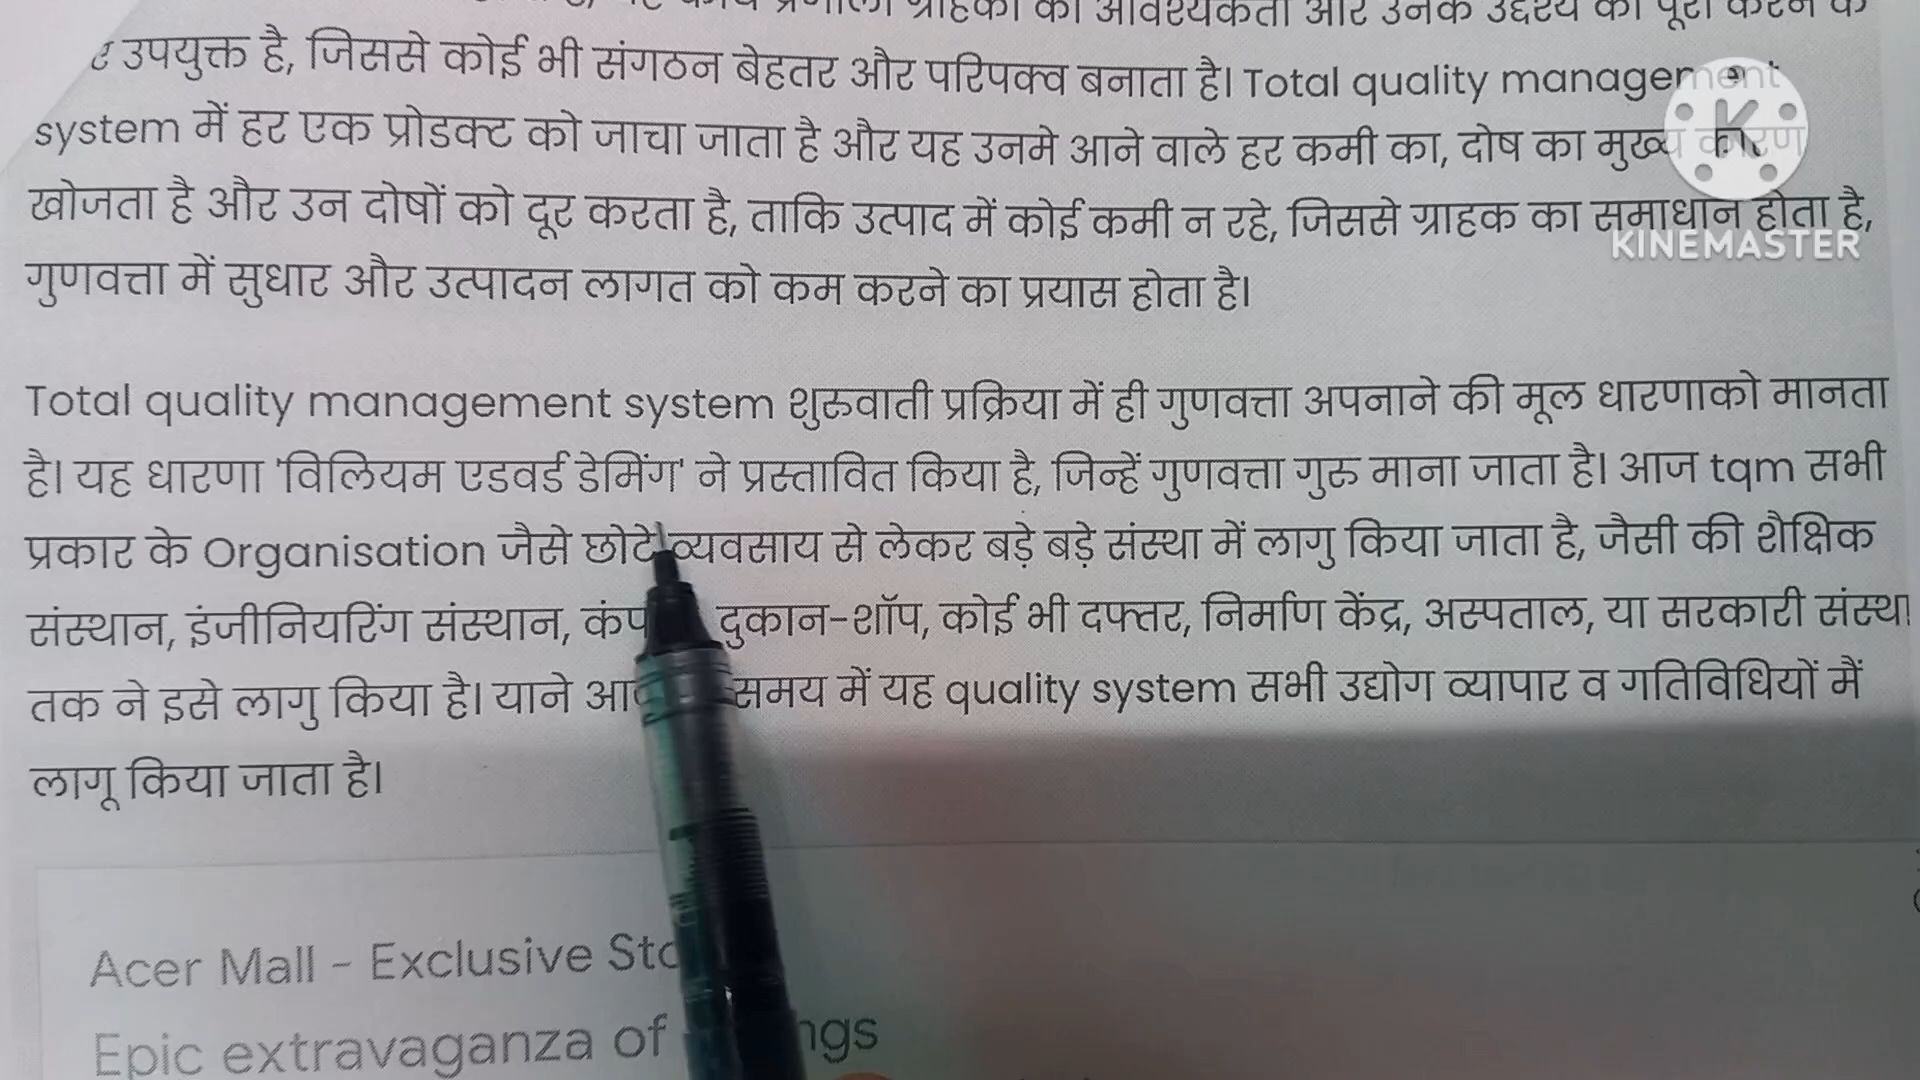 उपयुक्त है, जिससे कोई भी संगठन बेहतर और परिपक्व बनाता है। Total quality management
system में हर एक प्रोडक्ट को जाचा जाता है और यह उनमे आने वाले हर कमी का, दोष का मुख्य कारण
खोजता है और उन दोषों को दूर करता है, ताकि उत्पाद में कोई कमी न रहे, जिससे ग्राहक का समाधान होता है,
KINEMASTER
गुणवत्ता में सुधार और उत्पादन लागत को कम करने का प्रयास होता है।
Total quality management system शुरुवाती प्रक्रिया में ही गुणवत्ता अपनाने की मूल धारणाको मानता
है। यह धारणा 'विलियम एडवर्ड डेमिंग' ने प्रस्तावित किया है, जिन्हें गुणवत्ता गुरु माना जाता है। आज tqm सभी
प्रकार के Organisation जैसे छोटे व्यवसाय से लेकर बड़े बड़े संस्था में लागु किया जाता है, जैसी की शैक्षिक
संस्थान, इंजीनियरिंग संस्थान, दुकान-शॉप, कोई भी दफ्तर, निर्माण केंद्र, अस्पताल, या सरकारी संस्था
तक ने इसे लागु किया है। याने समय में यह quality system सभी उद्योग व्यापार व गतिविधियों मैं
लागू किया जाता है।
Acer Mall - Exclusive
Epic extravaganza of